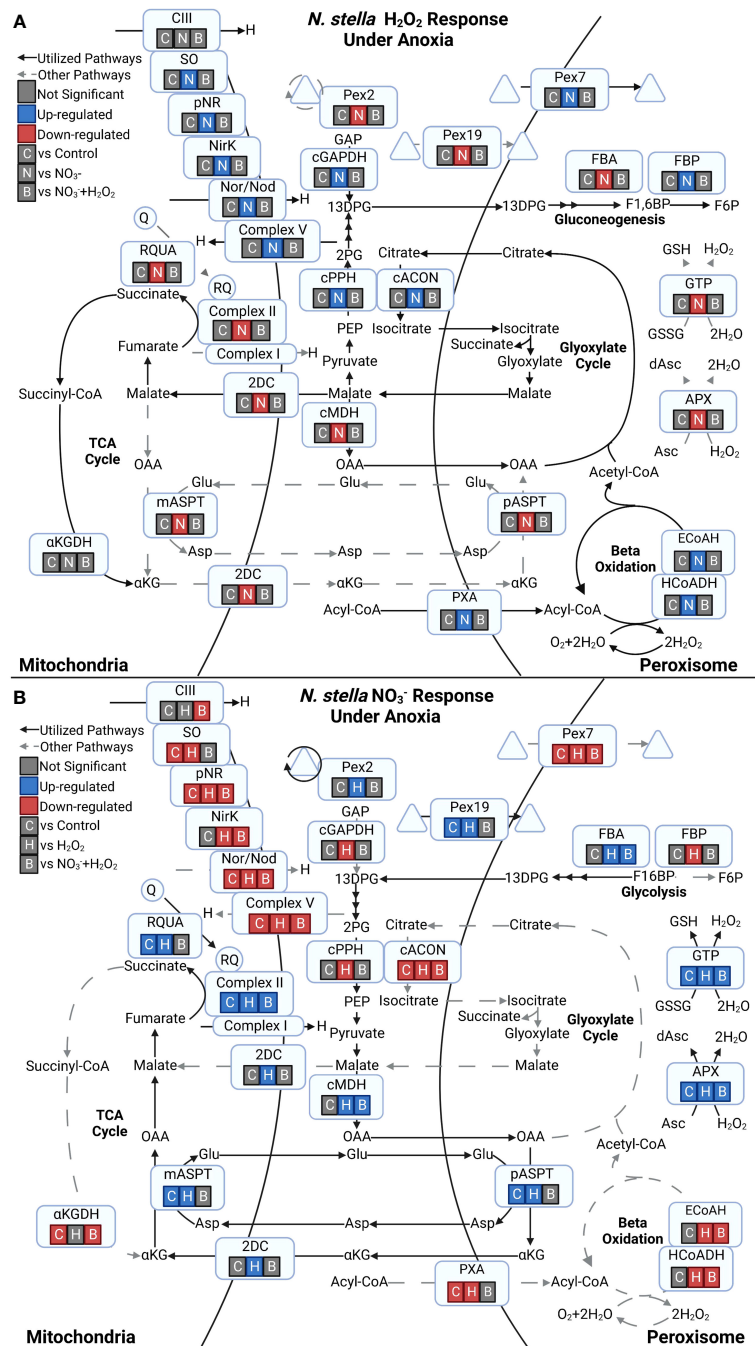 A
N. stella H₂O₂ Response
Under Anoxia
Utilized Pathways
Other Pathways
Not Significant
Up-regulated
Down-regulated
C vs Control
N vs NO₃⁻
B vs NO₃⁻+H₂O₂
CIII
C N B
H
SO
C N B
pNR
C N B
NirK
C N B
Nor/Nod
C N B
H
Complex V
C N B
H
Q
RQUA
C N B
RQ
Succinate
Complex II
C N B
Fumarate
Complex I
H
Succinyl-CoA
Malate
2DC
C N B
TCA
Cycle
OAA
mASPT
C N B
Glu
Glu
Glu
Asp
Asp
Asp
αKGDH
C N B
αKG
2DC
C N B
αKG
αKG
Pex2
C N B
GAP
cGAPDH
C N B
13DPG
2PG
cPPH
C N B
PEP
Pyruvate
Malate
cMDH
C N B
OAA
OAA
Pex19
C N B
Pex7
C N B
FBA
C N B
FBP
C N B
13DPG
F1,6BP
F6P
Gluconeogenesis
Citrate
Citrate
cACON
C N B
Isocitrate
Isocitrate
Succinate
Glyoxylate
Malate
Glyoxylate
Cycle
GSH
H₂O₂
GTP
C N B
GSSG
2H₂O
dAsc
2H₂O
APX
C N B
Asc
H₂O₂
Acetyl-CoA
pASPT
C N B
Beta
Oxidation
ECoAH
C N B
HCoADH
C N B
Acyl-CoA
PXA
C N B
Acyl-CoA
O₂+2H₂O
2H₂O₂
Mitochondria
Peroxisome
B
N. stella NO₃⁻ Response
Under Anoxia
Utilized Pathways
Other Pathways
Not Significant
Up-regulated
Down-regulated
C vs Control
H vs H₂O₂
B vs NO₃⁻+H₂O₂
CIII
C H B
H
SO
C H B
pNR
C H B
NirK
C H B
Nor/Nod
C H B
H
Complex V
C H B
H
Q
RQUA
C H B
RQ
Succinate
Complex II
C H B
Fumarate
Complex I
H
Succinyl-CoA
Malate
2DC
C H B
TCA
Cycle
OAA
mASPT
C H B
Glu
Glu
Glu
Asp
Asp
Asp
αKGDH
C H B
αKG
2DC
C H B
αKG
αKG
Pex2
C H B
GAP
cGAPDH
C H B
13DPG
2PG
cPPH
C H B
PEP
Pyruvate
Malate
cMDH
C H B
OAA
OAA
Pex19
C H B
Pex7
C H B
FBA
C H B
FBP
C H B
13DPG
F16BP
F6P
Glycolysis
Citrate
Citrate
cACON
C H B
Isocitrate
Isocitrate
Succinate
Glyoxylate
Malate
Glyoxylate
Cycle
GSH
H₂O₂
GTP
C H B
GSSG
2H₂O
dAsc
2H₂O
APX
C H B
Asc
H₂O₂
Acetyl-CoA
pASPT
C H B
Beta
Oxidation
ECoAH
C H B
HCoADH
C H B
Acyl-CoA
PXA
C H B
Acyl-CoA
O₂+2H₂O
2H₂O₂
Mitochondria
Peroxisome